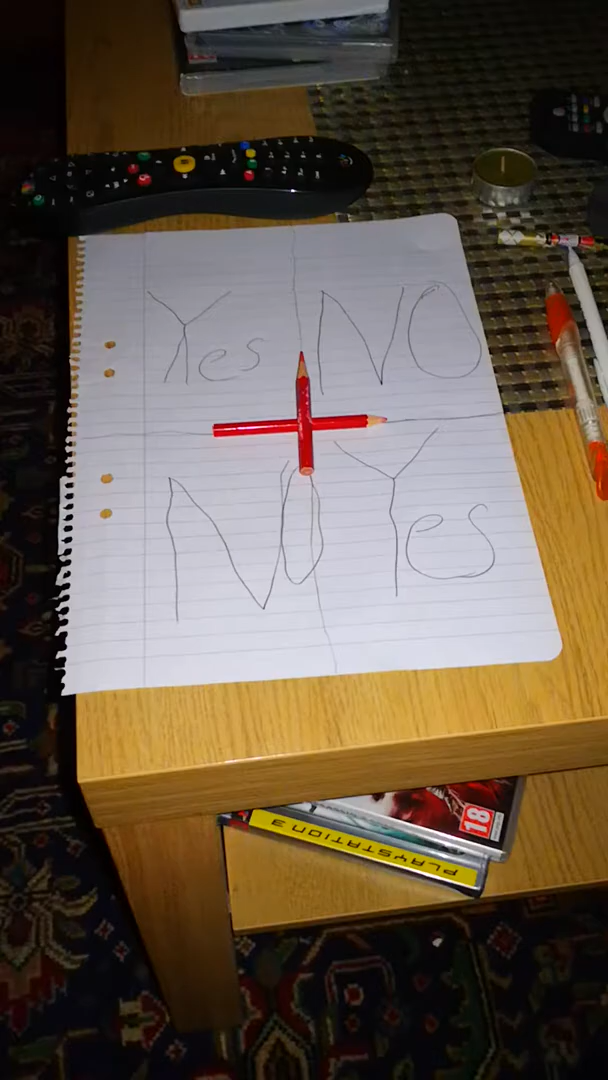 Yes NO
NO Yes
18
PLAYSTATION 3